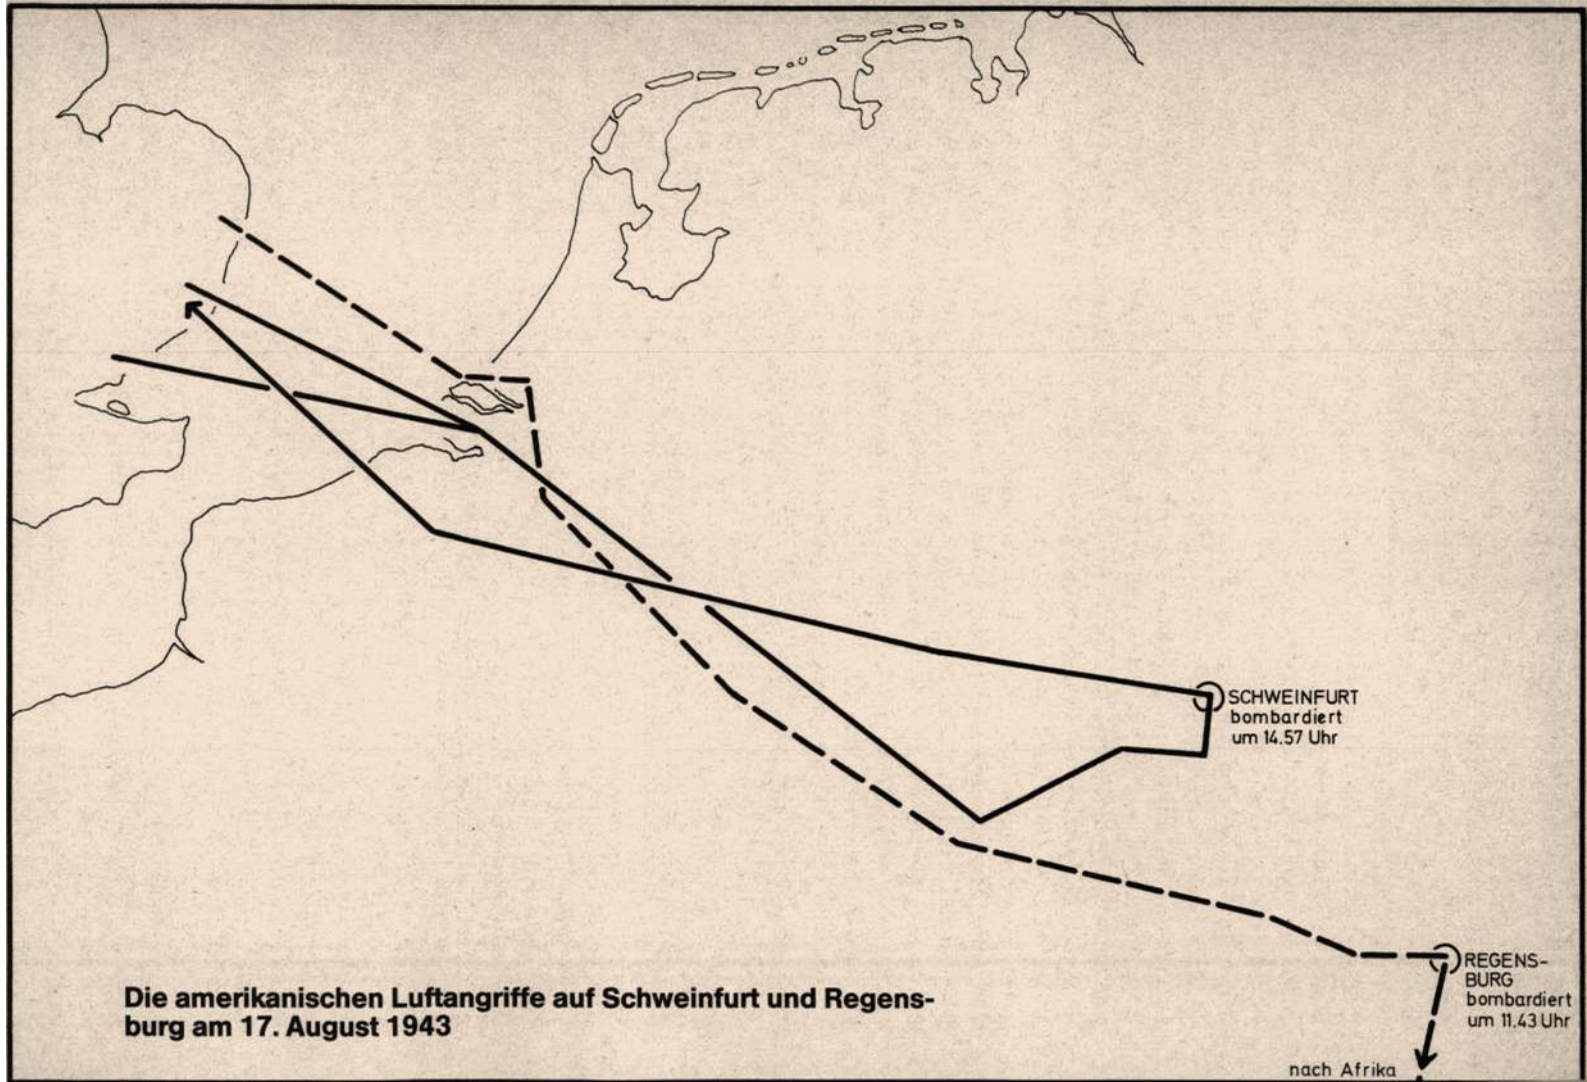 SCHWEINFURT
bombardiert
um 14.57 Uhr
REGENS-
BURG
bombardiert
um 11.43 Uhr
Die amerikanischen Luftangriffe auf Schweinfurt und Regens-
burg am 17. August 1943
nach Afrika